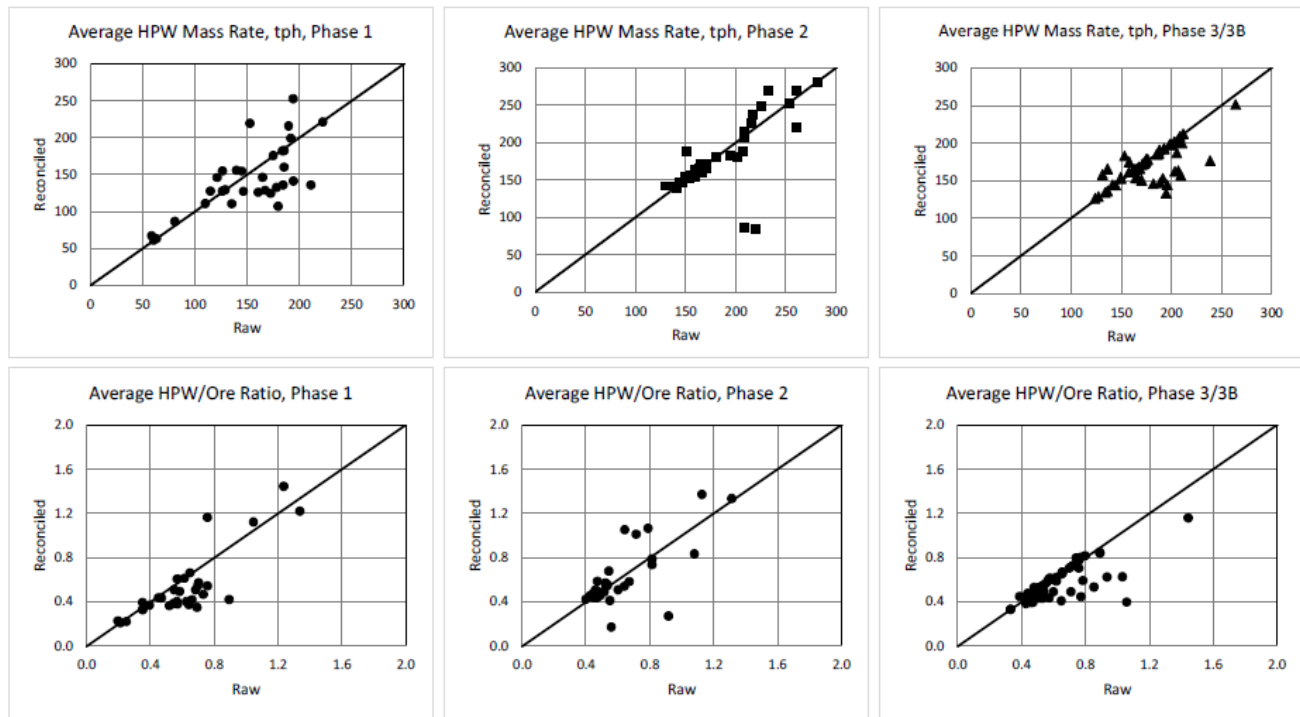 Average HPW Mass Rate, tph, Phase 1
300
250
200
150
100
50
0
Reconciled
0 50 100 150 200 250 300
Raw
Average HPW Mass Rate, tph, Phase 2
300
250
200
150
100
50
0
Reconciled
0 50 100 150 200 250 300
Raw
Average HPW Mass Rate, tph, Phase 3/3B
300
250
200
150
100
50
0
Reconciled
0 50 100 150 200 250 300
Raw
Average HPW/Ore Ratio, Phase 1
2.0
1.6
1.2
0.8
0.4
0.0
Reconciled
0.0 0.4 0.8 1.2 1.6 2.0
Raw
Average HPW/Ore Ratio, Phase 2
2.0
1.6
1.2
0.8
0.4
0.0
Reconciled
0.0 0.4 0.8 1.2 1.6 2.0
Raw
Average HPW/Ore Ratio, Phase 3/3B
2.0
1.6
1.2
0.8
0.4
0.0
Reconciled
0.0 0.4 0.8 1.2 1.6 2.0
Raw